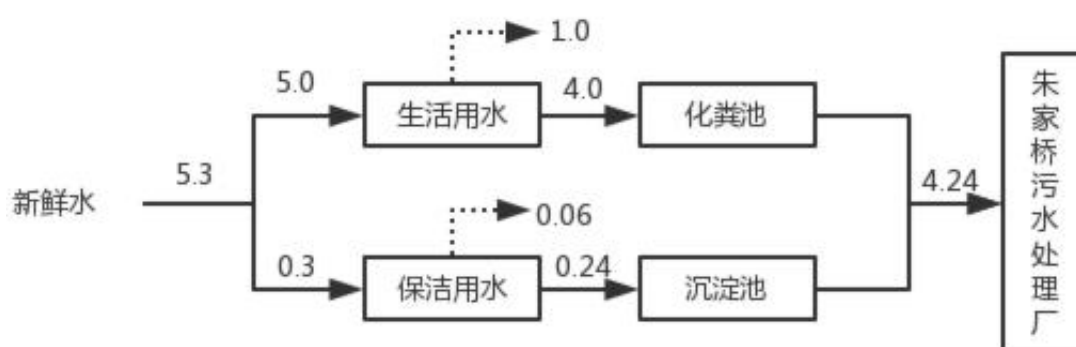 1.0
5.0
生活用水
4.0
化粪池
新鲜水
5.3
0.06
0.3
保洁用水
0.24
沉淀池
4.24
朱家桥污水处理厂